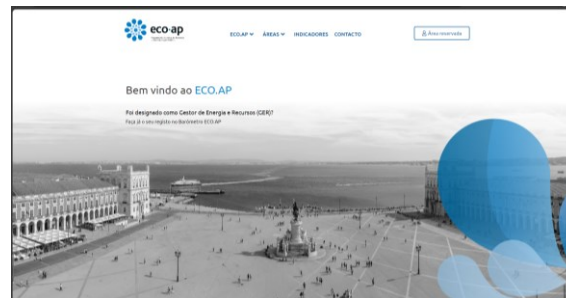 eco·ap
ECO.AP ÁREAS INDICADORES CONTACTO
Área reservada
Bem vindo ao ECO.AP
Foi designado como Gestor de Energia e Recursos (GER)?
Faça já o seu registo no Barómetro ECO.AP